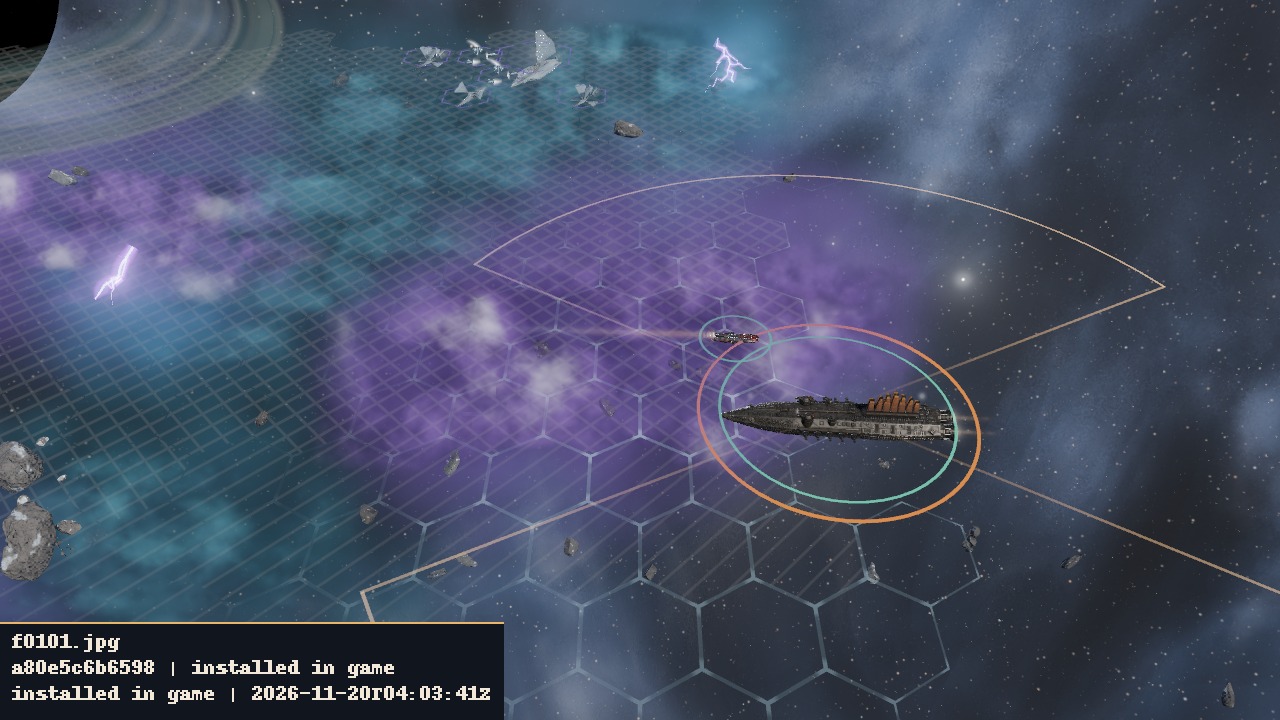 f0101.jpg
a80e5c6b6598 | installed in game
installed in game | 2026-11-20T04:03:41Z